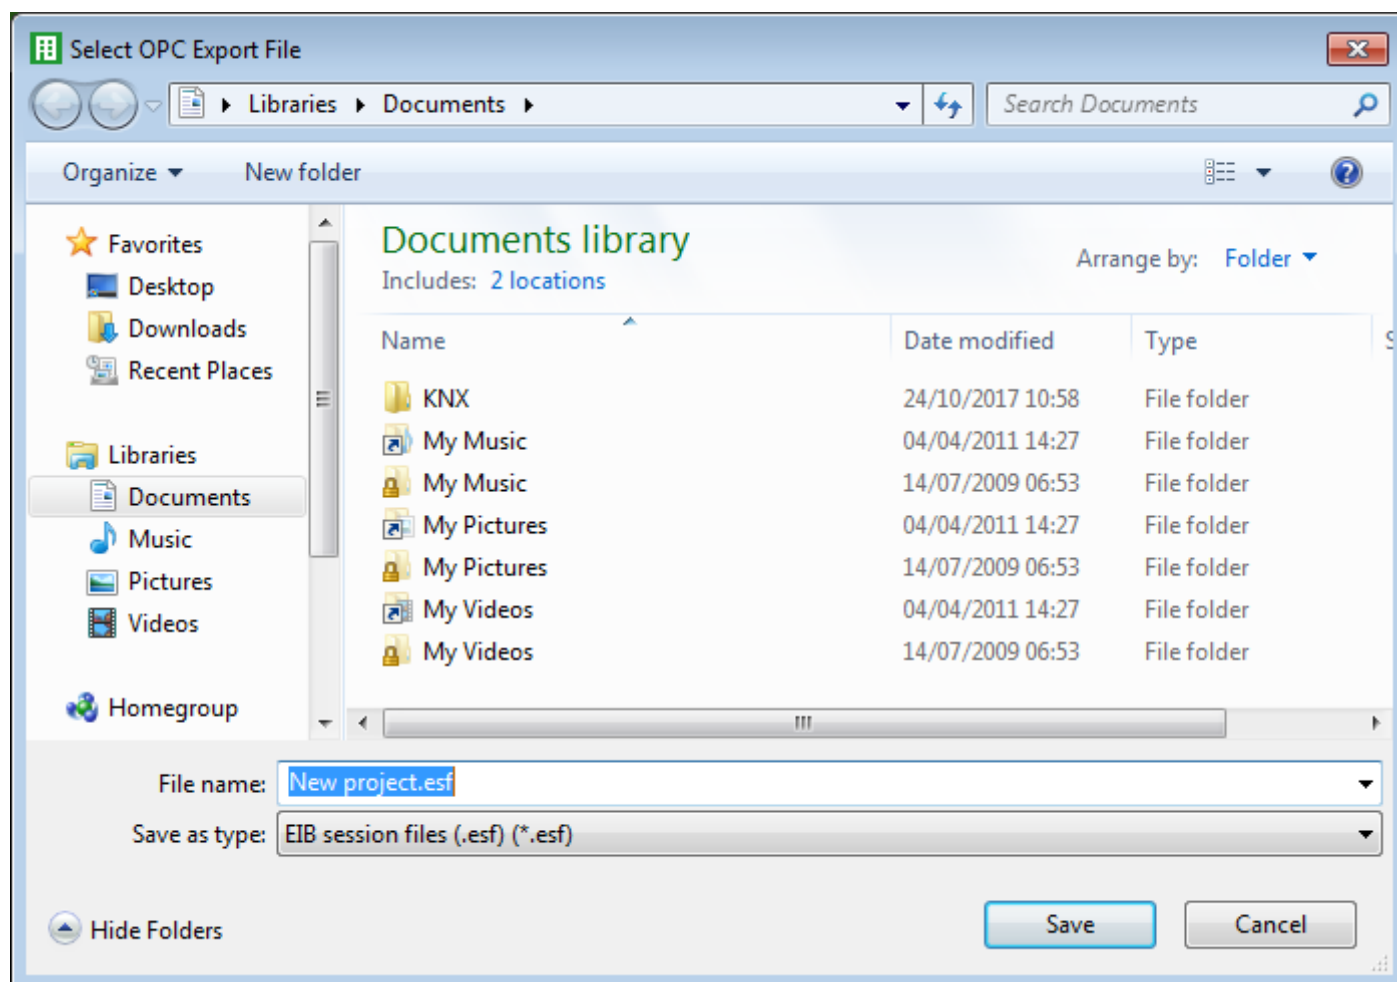 Select OPC Export File
Libraries Documents
Search Documents
Organize New folder
Favorites
Desktop
Downloads
Recent Places
Libraries
Documents
Music
Pictures
Videos
Homegroup
Documents library
Includes: 2 locations
Arrange by: Folder
Name Date modified Type S
KNX 24/10/2017 10:58 File folder
My Music 04/04/2011 14:27 File folder
My Music 14/07/2009 06:53 File folder
My Pictures 04/04/2011 14:27 File folder
My Pictures 14/07/2009 06:53 File folder
My Videos 04/04/2011 14:27 File folder
My Videos 14/07/2009 06:53 File folder
File name: New project.esf
Save as type: EIB session files (.esf) (*.esf)
Hide Folders
Save Cancel